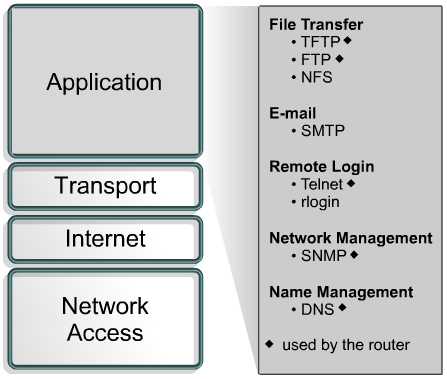 Application
Transport
Internet
Network
Access
File Transfer
• TFTP ◆
• FTP ◆
• NFS
E-mail
• SMTP
Remote Login
• Telnet ◆
• rlogin
Network Management
• SNMP ◆
Name Management
• DNS ◆
◆ used by the router